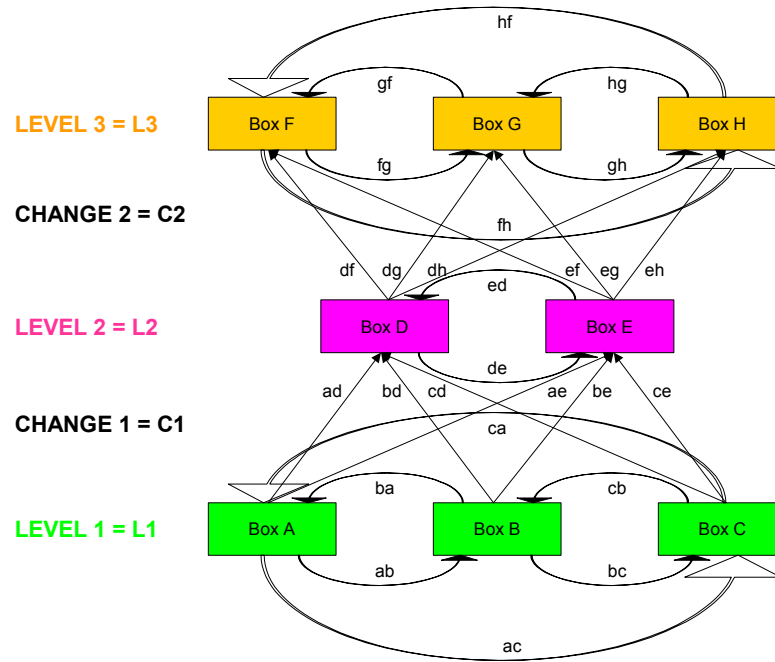 hf
gf
hg
LEVEL 3 = L3
Box F
Box G
Box H
fg
gh
CHANGE 2 = C2
fh
df
dg
dh
ef
eg
eh
ed
LEVEL 2 = L2
Box D
Box E
de
ad
bd
cd
ae
be
ce
CHANGE 1 = C1
ca
ba
cb
LEVEL 1 = L1
Box A
Box B
Box C
ab
bc
ac